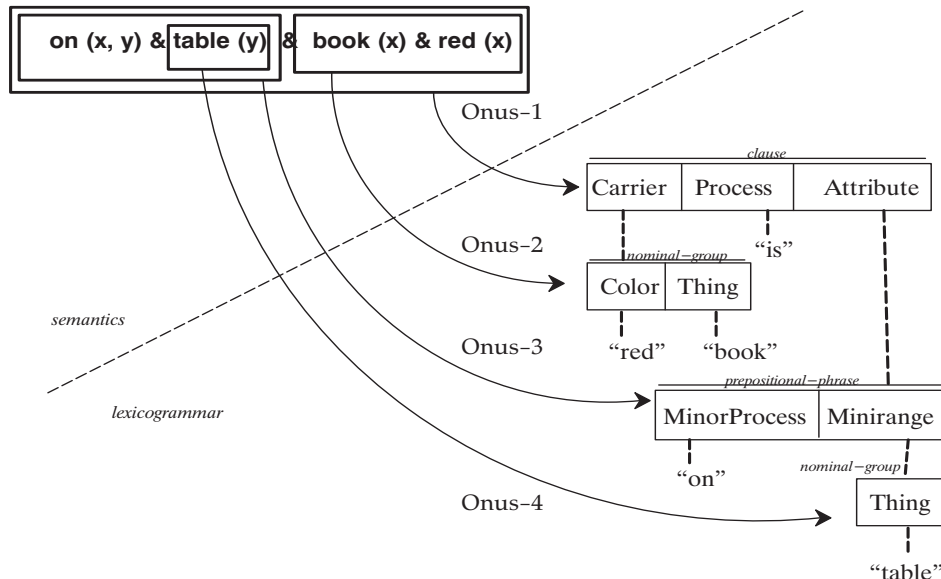 on (x, y) & table (y) & book (x) & red (x)
Onus-1
clause
Carrier Process Attribute
Onus-2
“is”
nominal-group
Color Thing
semantics
Onus-3
“red” “book”
prepositional-phrase
lexicogrammar
MinorProcess Minirange
nominal-group
“on”
Onus-4
Thing
“table”